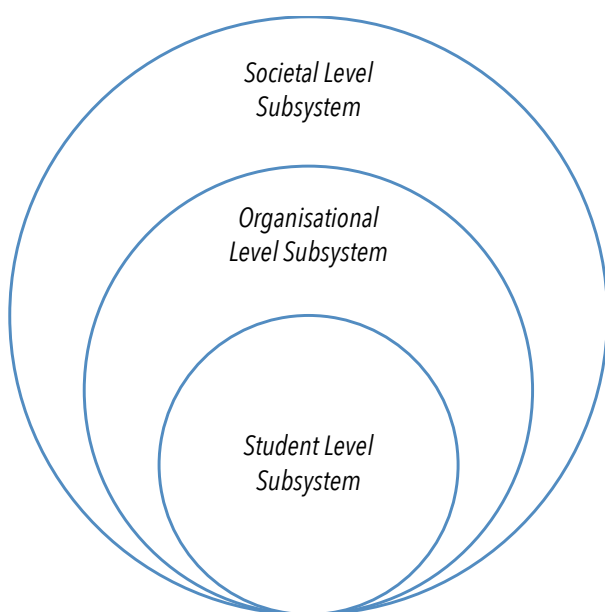 Societal Level
Subsystem
Organisational
Level Subsystem
Student Level
Subsystem